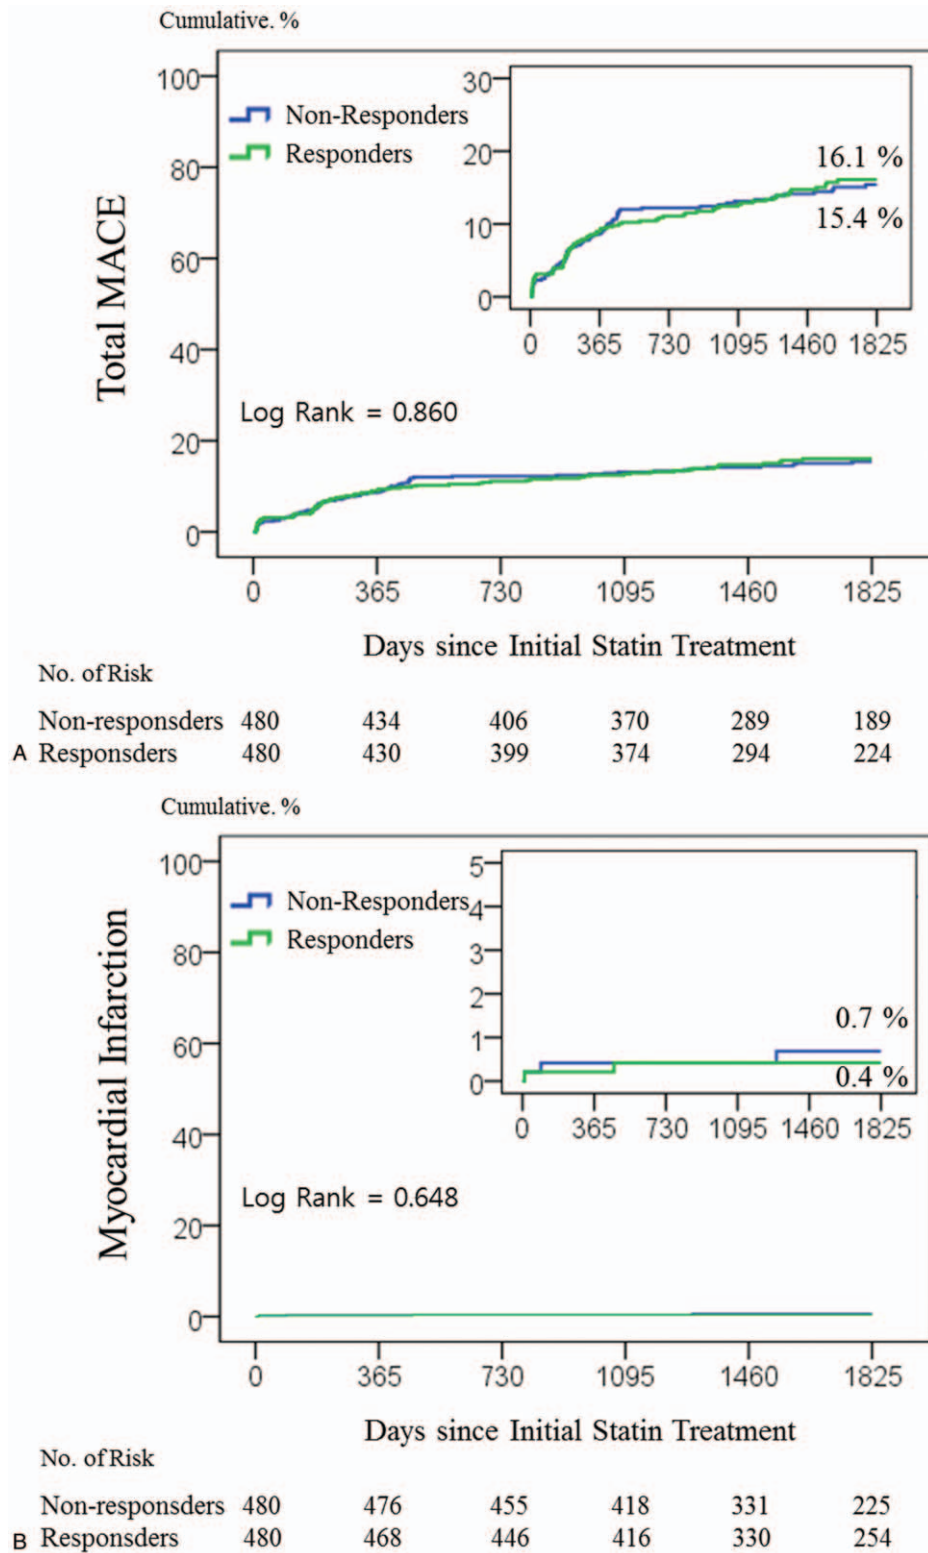 Cumulative. %
Total MACE
100
80
60
40
20
0
Non-Responders
Responders
30
20
10
0
16.1 %
15.4 %
0 365 730 1095 1460 1825
Log Rank = 0.860
0 365 730 1095 1460 1825
Days since Initial Statin Treatment
No. of Risk
Non-responsders 480 434 406 370 289 189
A Responsders 480 430 399 374 294 224
Cumulative. %
Myocardial Infarction
100
80
60
40
20
0
Non-Responders
Responders
5
4
3
2
1
0
0.7 %
0.4 %
0 365 730 1095 1460 1825
Log Rank = 0.648
0 365 730 1095 1460 1825
Days since Initial Statin Treatment
No. of Risk
Non-responsders 480 476 455 418 331 225
B Responsders 480 468 446 416 330 254